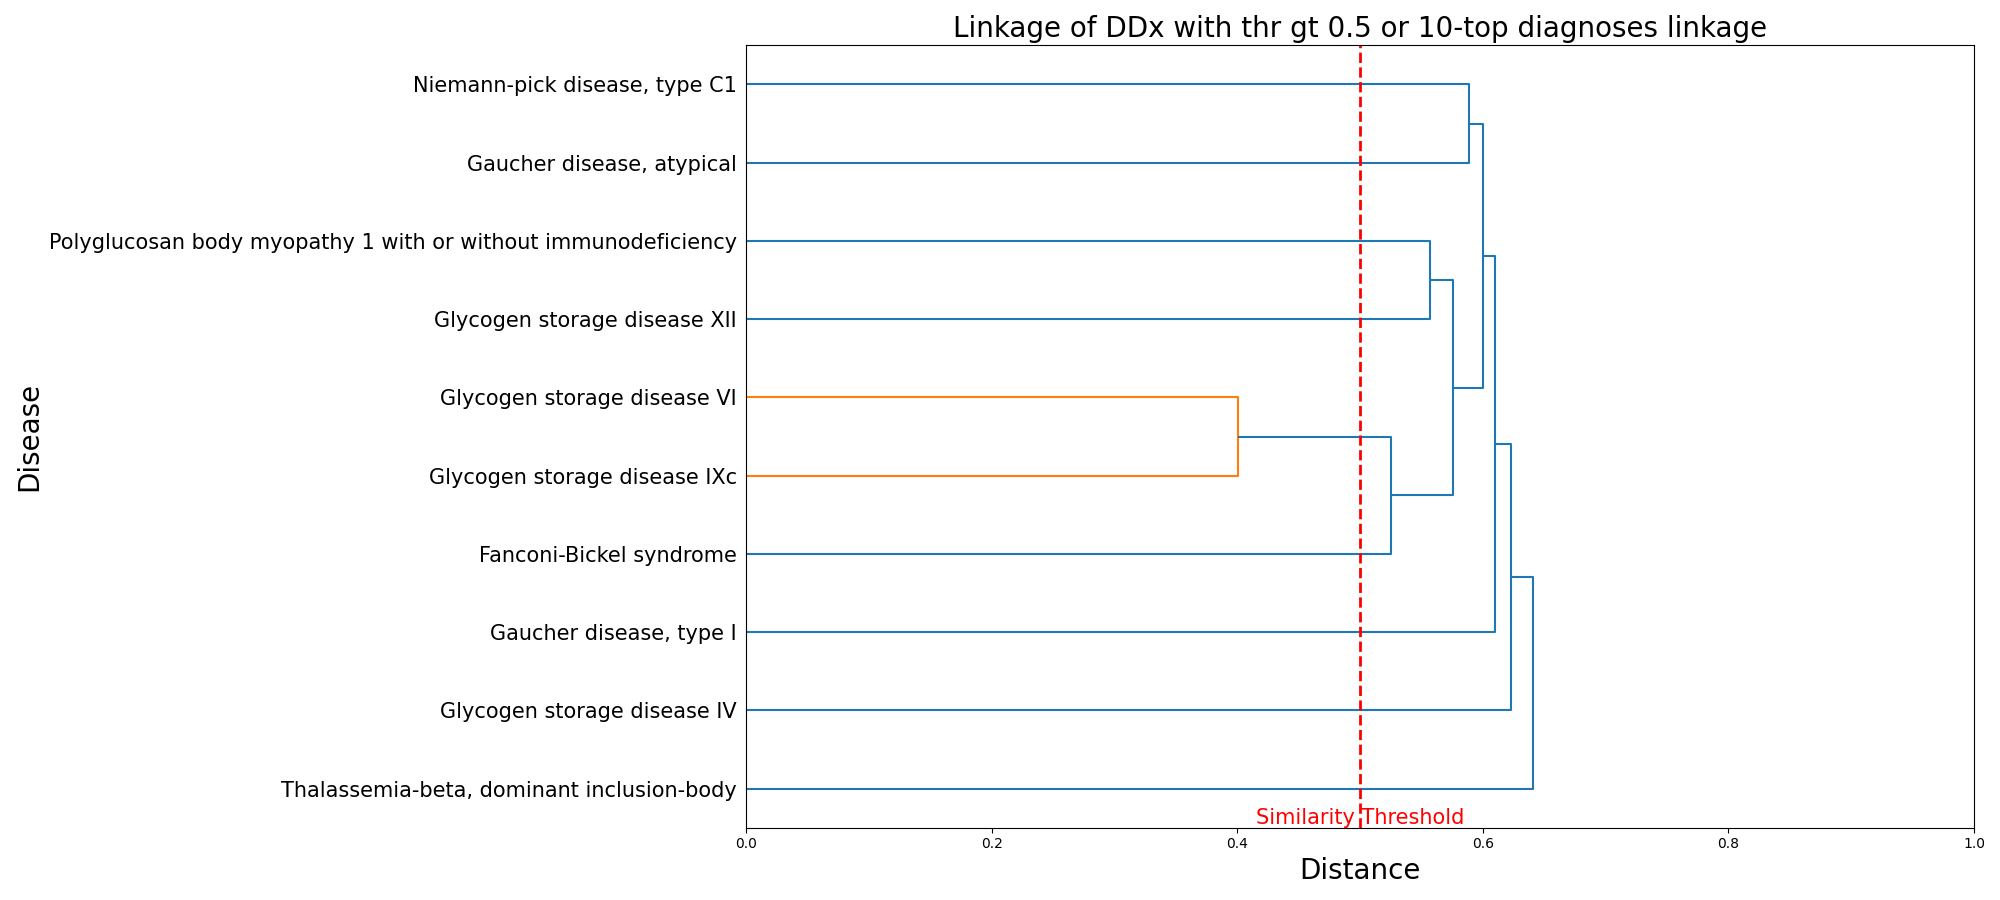 Linkage of DDx with thr gt 0.5 or 10-top diagnoses linkage
Niemann-pick disease, type C1
Gaucher disease, atypical
Polyglucosan body myopathy 1 with or without immunodeficiency
Glycogen storage disease XII
Glycogen storage disease VI
Glycogen storage disease IXc
Fanconi-Bickel syndrome
Gaucher disease, type I
Glycogen storage disease IV
Thalassemia-beta, dominant inclusion-body
Disease
Similarity Threshold
0.0 0.2 0.4 0.6 0.8 1.0
Distance